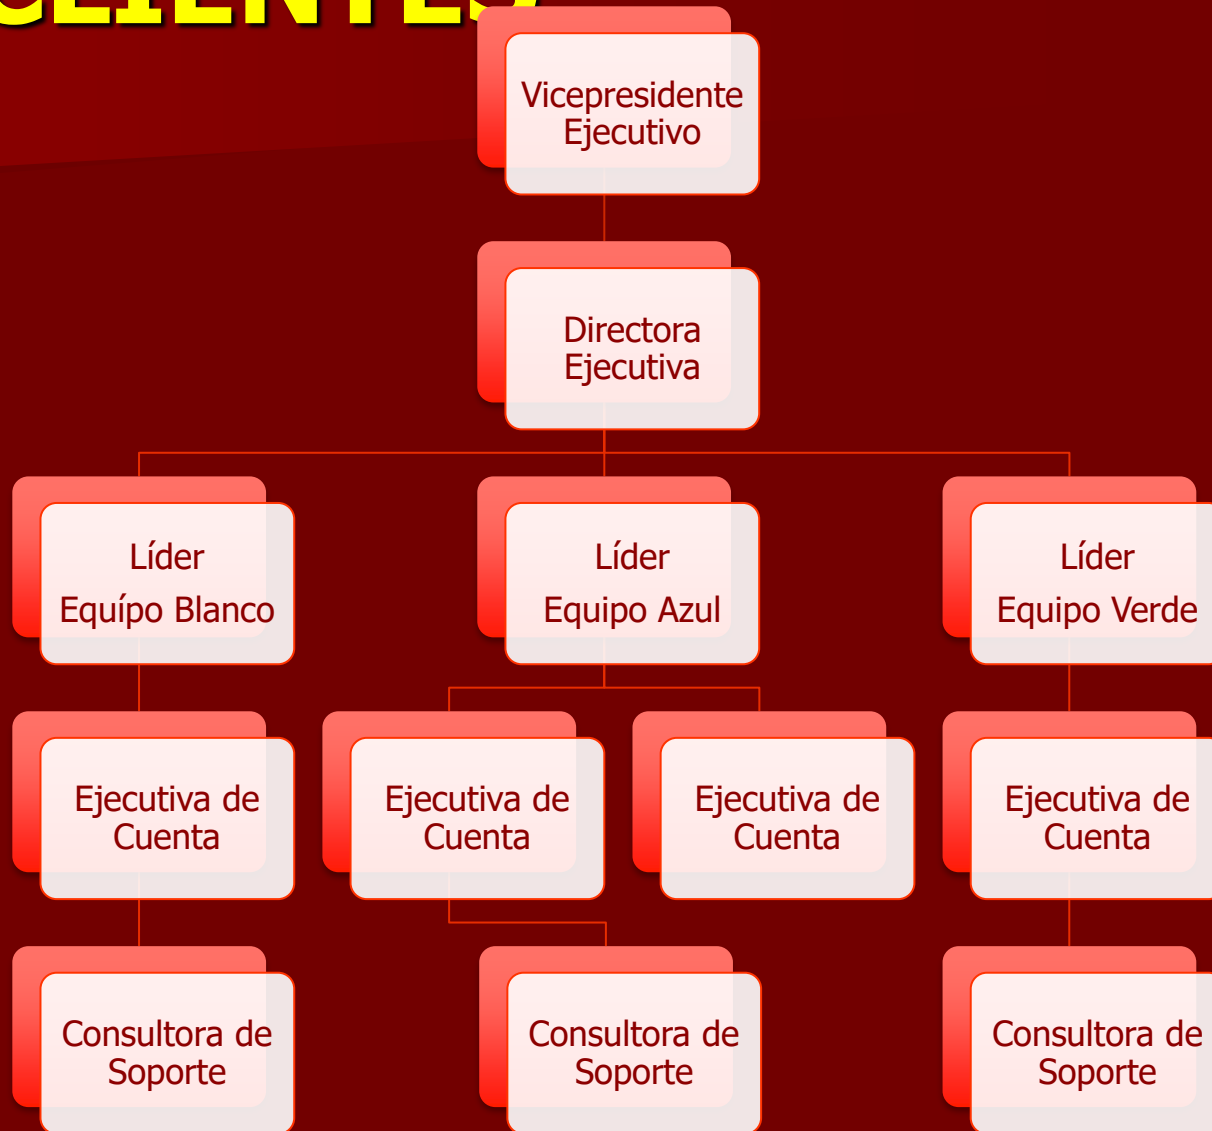 CLIENTES
Vicepresidente
Ejecutivo
Directora
Ejecutiva
Líder
Equípo Blanco
Líder
Equipo Azul
Líder
Equipo Verde
Ejecutiva de
Cuenta
Ejecutiva de
Cuenta
Ejecutiva de
Cuenta
Ejecutiva de
Cuenta
Consultora de
Soporte
Consultora de
Soporte
Consultora de
Soporte